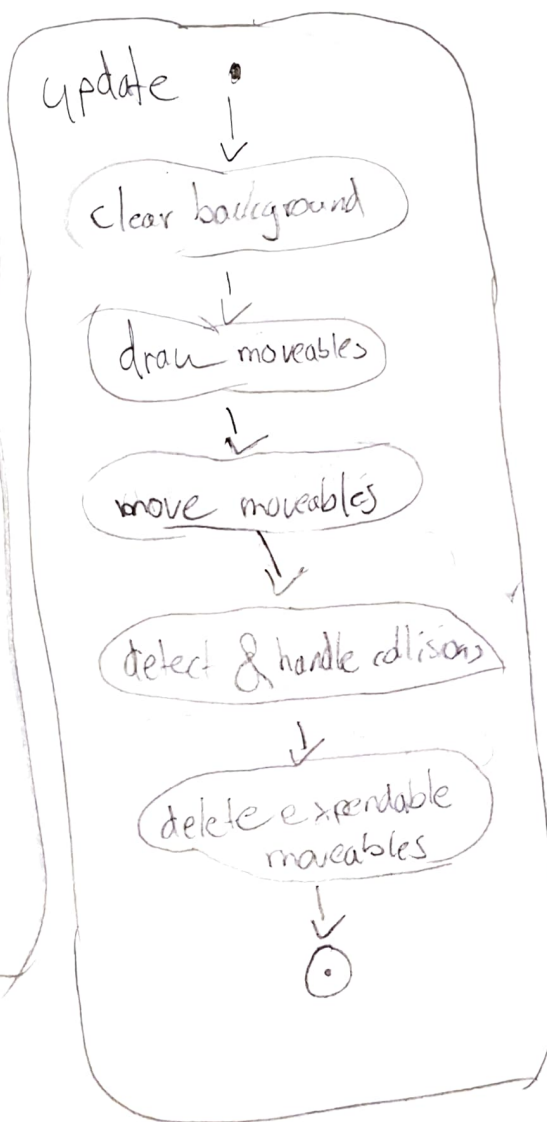 update
clear background
draw moveables
move moveables
detect & handle collisions
delete expendable
moveables